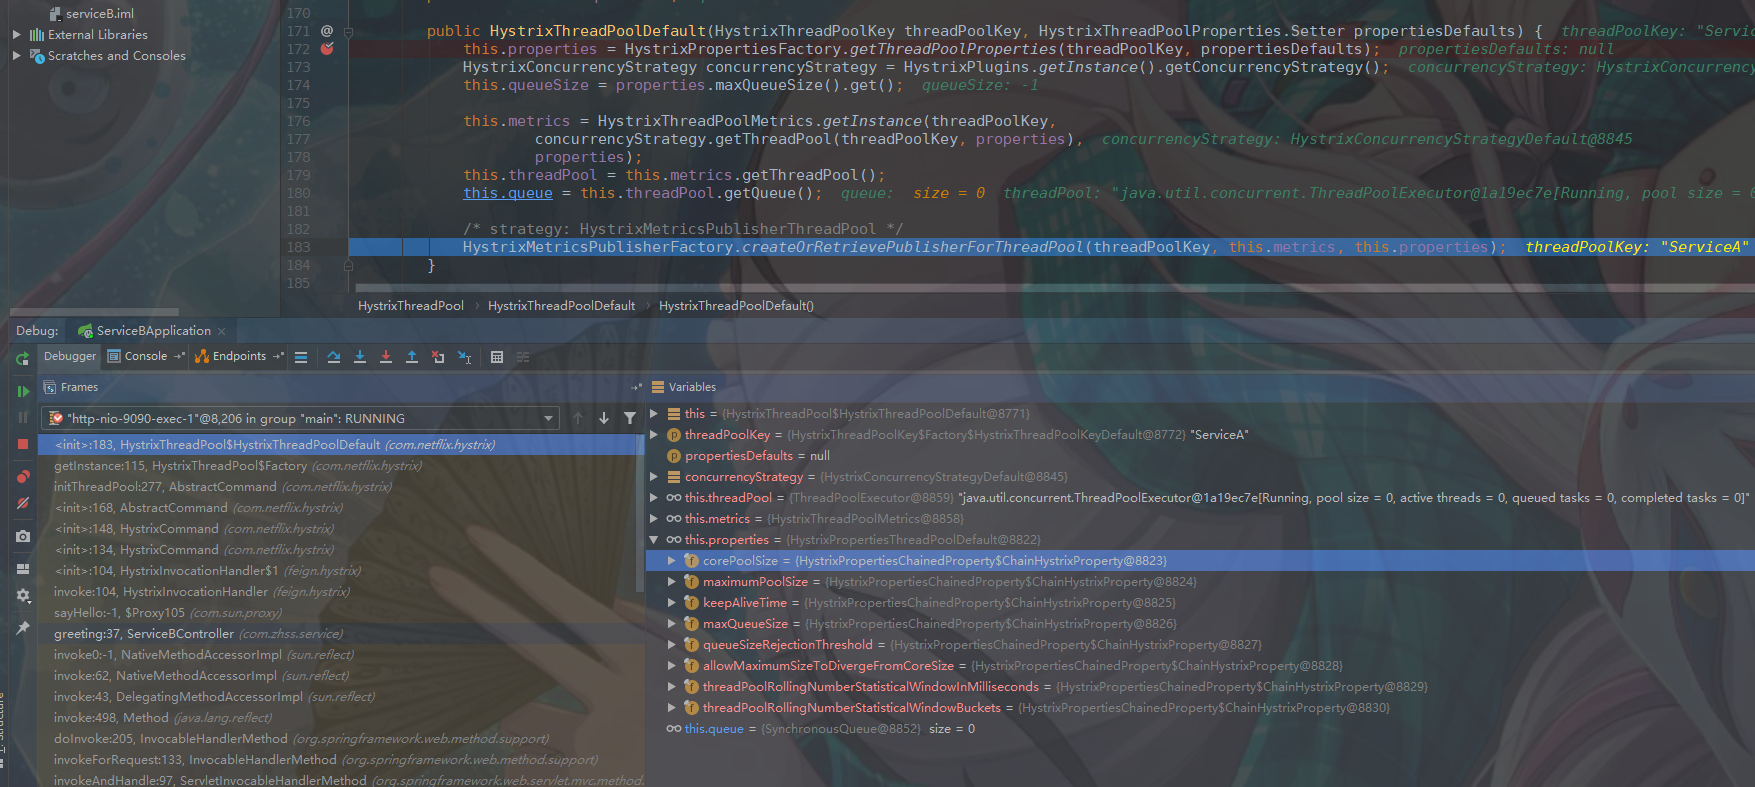 serviceB.iml
External Libraries
Scratches and Consoles
170
171 @ public HystrixThreadPoolDefault(HystrixThreadPoolKey threadPoolKey, HystrixThreadPoolProperties.Setter propertiesDefaults) { threadPoolKey: "Servic
172 this.properties = HystrixPropertiesFactory.getThreadPoolProperties(threadPoolKey, propertiesDefaults); propertiesDefaults: null
173 HystrixConcurrencyStrategy concurrencyStrategy = HystrixPlugins.getInstance().getConcurrencyStrategy(); concurrencyStrategy: HystrixConcurrency
174 this.queueSize = properties.maxQueueSize().get(); queueSize: -1
175
176 this.metrics = HystrixThreadPoolMetrics.getInstance(threadPoolKey,
177 concurrencyStrategy.getThreadPool(threadPoolKey, properties), concurrencyStrategy: HystrixConcurrencyStrategyDefault@8845
178 properties);
179 this.threadPool = this.metrics.getThreadPool();
180 this.queue = this.threadPool.getQueue(); queue: size = 0 threadPool: "java.util.concurrent.ThreadPoolExecutor@1a19ec7e[Running, pool size = 0
181
182 /* strategy: HystrixMetricsPublisherThreadPool */
183 HystrixMetricsPublisherFactory.createOrRetrievePublisherForThreadPool(threadPoolKey, this.metrics, this.properties); threadPoolKey: "ServiceA"
184 }
185
HystrixThreadPool › HystrixThreadPoolDefault › HystrixThreadPoolDefault()
Debug: ServiceBApplication ×
Debugger Console Endpoints
Frames
"http-nio-9090-exec-1"@8,206 in group "main": RUNNING
<init>:183, HystrixThreadPool$HystrixThreadPoolDefault (com.netflix.hystrix)
getInstance:115, HystrixThreadPool$Factory (com.netflix.hystrix)
initThreadPool:277, AbstractCommand (com.netflix.hystrix)
<init>:168, AbstractCommand (com.netflix.hystrix)
<init>:148, HystrixCommand (com.netflix.hystrix)
<init>:134, HystrixCommand (com.netflix.hystrix)
<init>:104, HystrixInvocationHandler$1 (feign.hystrix)
invoke:104, HystrixInvocationHandler (feign.hystrix)
sayHello:-1, $Proxy105 (com.sun.proxy)
greeting:37, ServiceBController (com.zhss.service)
invoke0:-1, NativeMethodAccessorImpl (sun.reflect)
invoke:62, NativeMethodAccessorImpl (sun.reflect)
invoke:43, DelegatingMethodAccessorImpl (sun.reflect)
invoke:498, Method (java.lang.reflect)
doInvoke:205, InvocableHandlerMethod (org.springframework.web.method.support)
invokeForRequest:133, InvocableHandlerMethod (org.springframework.web.method.support)
invokeAndHandle:97, ServletInvocableHandlerMethod (org.springframework.web.servlet.mvc.method.
Variables
this = {HystrixThreadPool$HystrixThreadPoolDefault@8771}
threadPoolKey = {HystrixThreadPoolKey$Factory$HystrixThreadPoolKeyDefault@8772} "ServiceA"
propertiesDefaults = null
concurrencyStrategy = {HystrixConcurrencyStrategyDefault@8845}
this.threadPool = {ThreadPoolExecutor@8859} "java.util.concurrent.ThreadPoolExecutor@1a19ec7e[Running, pool size = 0, active threads = 0, queued tasks = 0, completed tasks = 0]"
this.metrics = {HystrixThreadPoolMetrics@8858}
this.properties = {HystrixPropertiesThreadPoolDefault@8822}
corePoolSize = {HystrixPropertiesChainedProperty$ChainHystrixProperty@8823}
maximumPoolSize = {HystrixPropertiesChainedProperty$ChainHystrixProperty@8824}
keepAliveTime = {HystrixPropertiesChainedProperty$ChainHystrixProperty@8825}
maxQueueSize = {HystrixPropertiesChainedProperty$ChainHystrixProperty@8826}
queueSizeRejectionThreshold = {HystrixPropertiesChainedProperty$ChainHystrixProperty@8827}
allowMaximumSizeToDivergeFromCoreSize = {HystrixPropertiesChainedProperty$ChainHystrixProperty@8828}
threadPoolRollingNumberStatisticalWindowInMilliseconds = {HystrixPropertiesChainedProperty$ChainHystrixProperty@8829}
threadPoolRollingNumberStatisticalWindowBuckets = {HystrixPropertiesChainedProperty$ChainHystrixProperty@8830}
this.queue = {SynchronousQueue@8852} size = 0